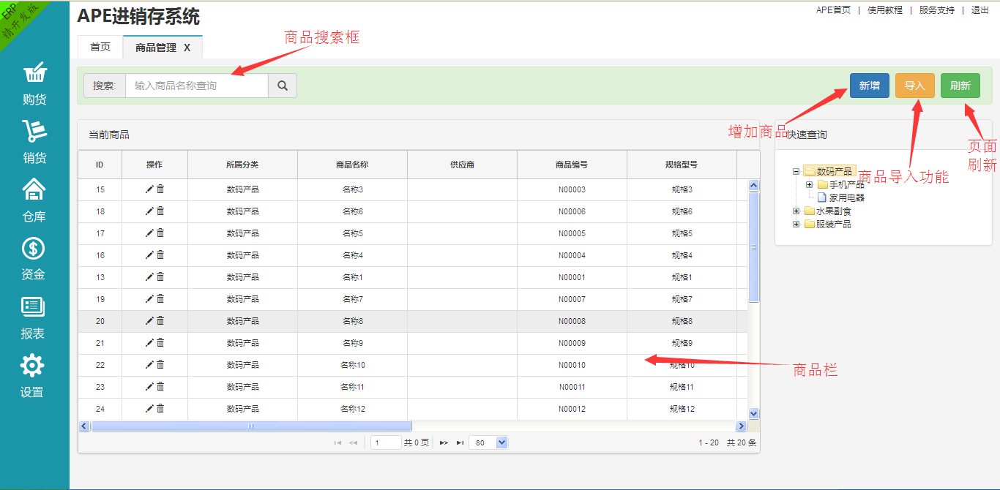 ERP
精开发版
APE进销存系统
APE首页 | 使用教程 | 服务支持 | 退出
首页
商品管理 X
商品搜索框
搜索:
输入商品名称查询
新增
导入
刷新
购货
销货
仓库
资金
报表
设置
增加商品
商品导入功能
页面
刷新
商品栏
当前商品
ID 操作 所属分类 商品名称 供应商 商品编号 规格型号
15 数码产品 名称3 N00003 规格3
18 数码产品 名称6 N00006 规格6
17 数码产品 名称5 N00005 规格5
16 数码产品 名称4 N00004 规格4
13 数码产品 名称1 N00001 规格1
19 数码产品 名称7 N00007 规格7
20 数码产品 名称8 N00008 规格8
21 数码产品 名称9 N00009 规格9
22 数码产品 名称10 N00010 规格10
23 数码产品 名称11 N00011 规格11
24 数码产品 名称12 N00012 规格12
1 共 0 页 80 1 - 20 共 20 条
快速查询
数码产品
手机产品
家用电器
水果副食
服装产品